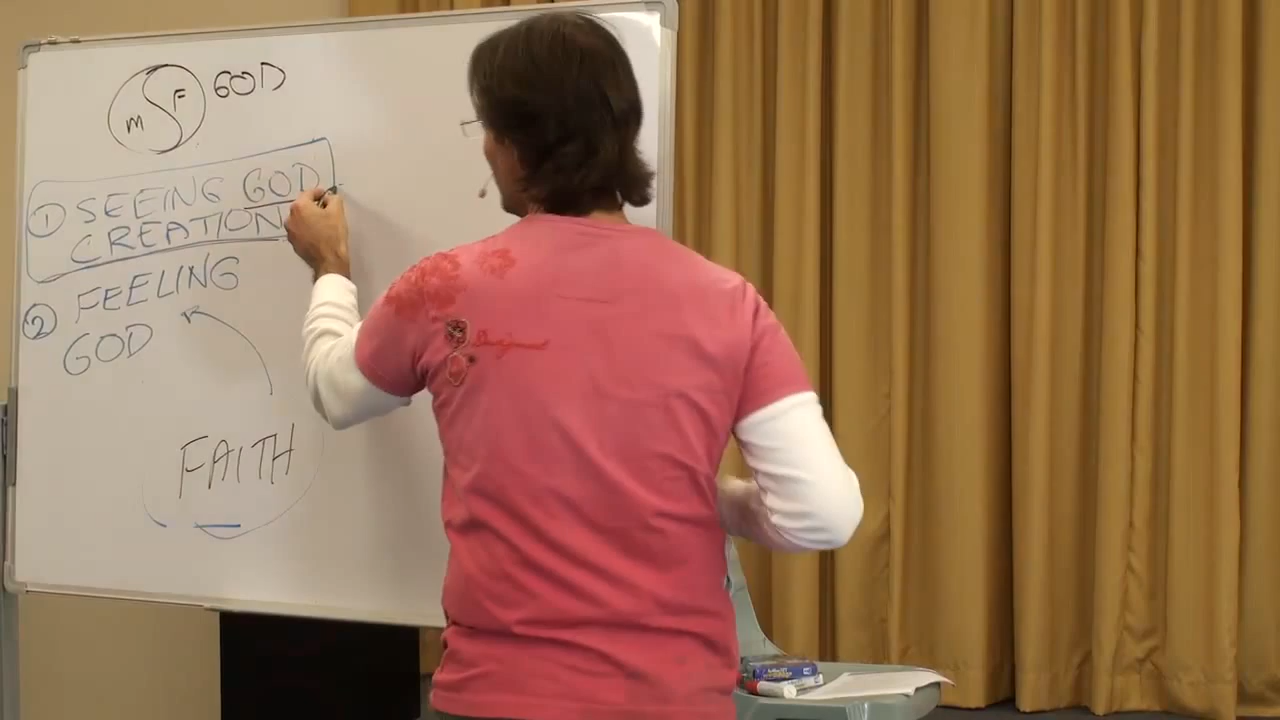 M F GOD
① SEEING GOD
CREATION
② FEELING
GOD
FAITH